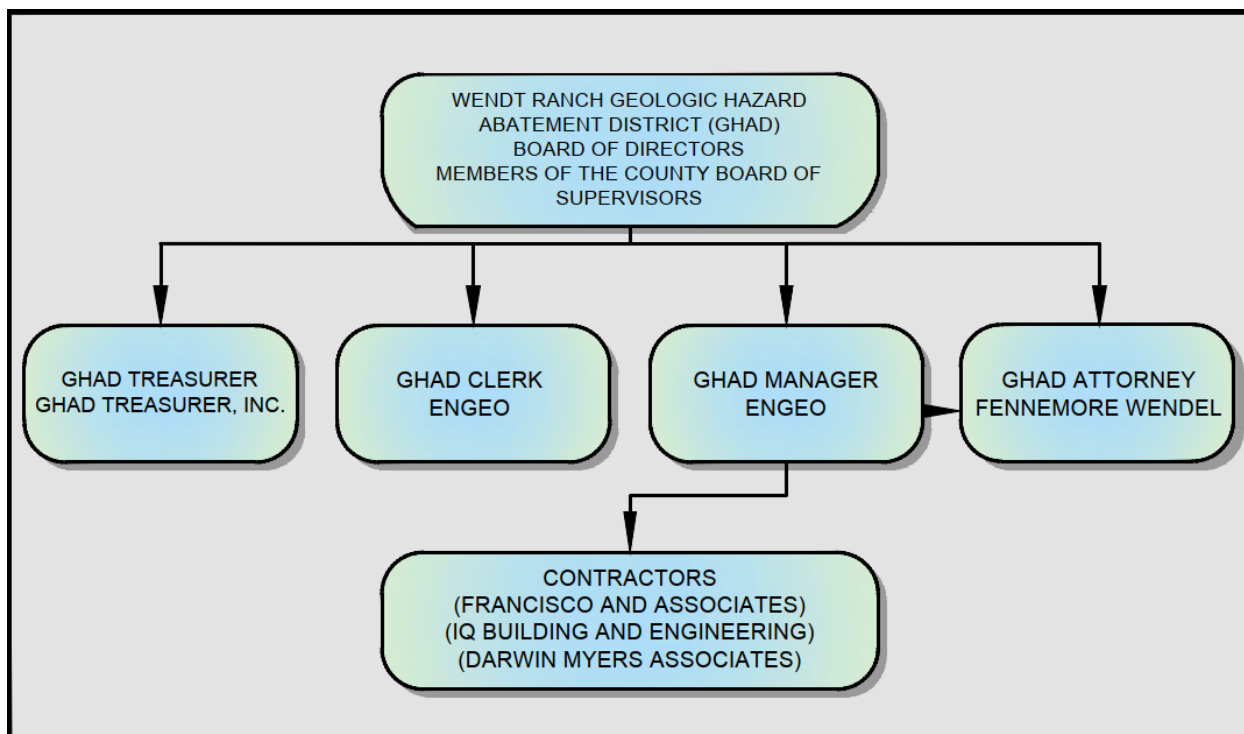 WENDT RANCH GEOLOGIC HAZARD
ABATEMENT DISTRICT (GHAD)
BOARD OF DIRECTORS
MEMBERS OF THE COUNTY BOARD OF
SUPERVISORS
GHAD TREASURER
GHAD TREASURER, INC.
GHAD CLERK
ENGEO
GHAD MANAGER
ENGEO
GHAD ATTORNEY
FENNEMORE WENDEL
CONTRACTORS
(FRANCISCO AND ASSOCIATES)
(IQ BUILDING AND ENGINEERING)
(DARWIN MYERS ASSOCIATES)